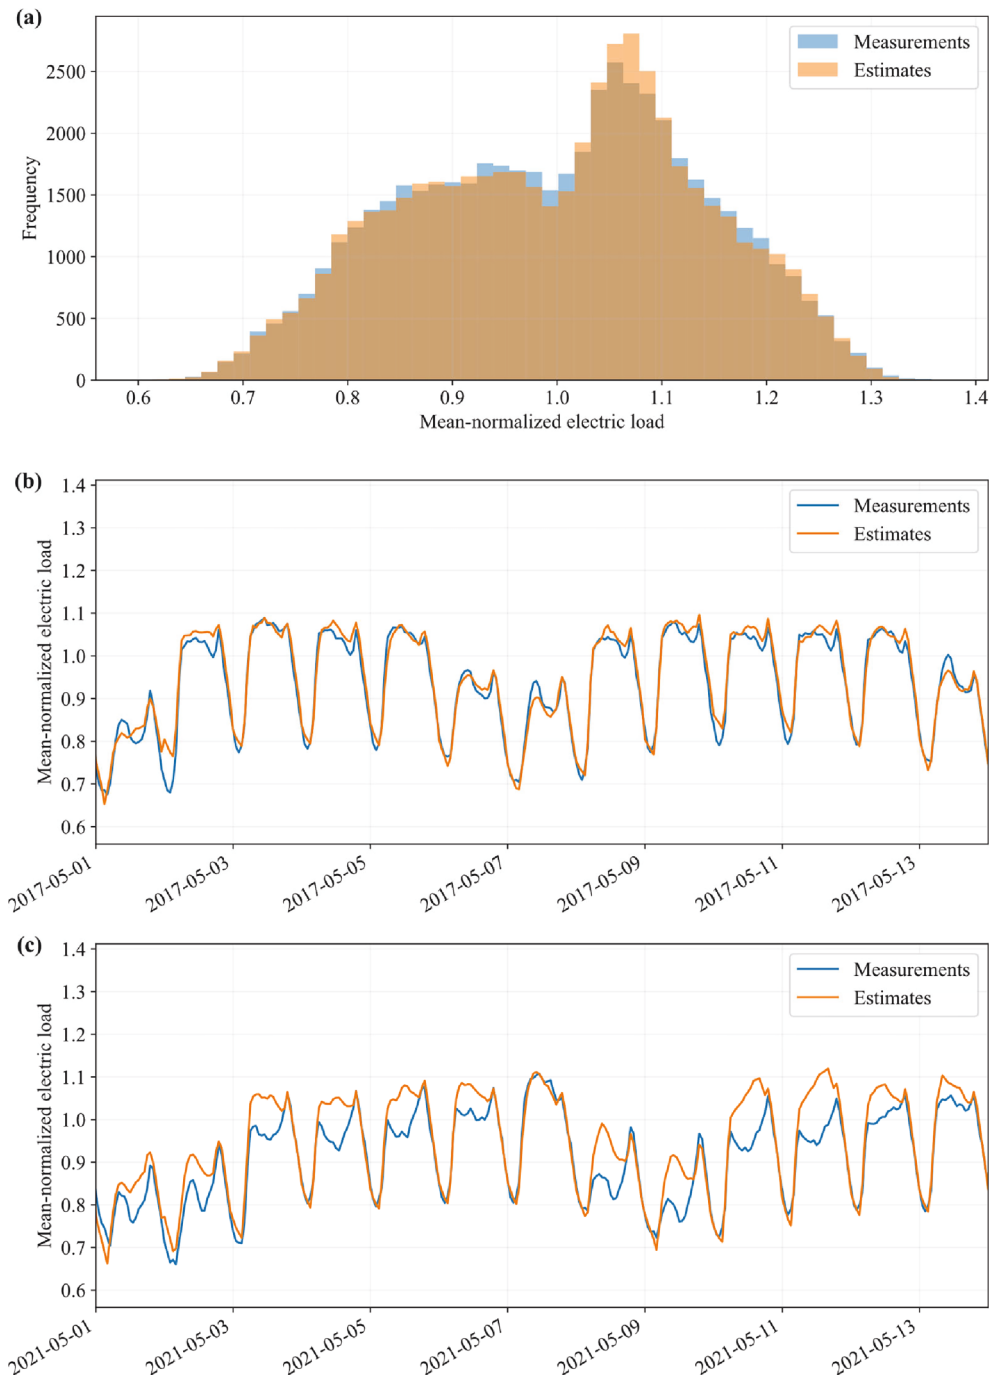 (a)
Measurements
Estimates
Frequency
2500
2000
1500
1000
500
0
0.6 0.7 0.8 0.9 1.0 1.1 1.2 1.3 1.4
Mean-normalized electric load
(b)
Measurements
Estimates
Mean-normalized electric load
1.4
1.3
1.2
1.1
1.0
0.9
0.8
0.7
0.6
2017-05-01 2017-05-03 2017-05-05 2017-05-07 2017-05-09 2017-05-11 2017-05-13
(c)
Measurements
Estimates
Mean-normalized electric load
1.4
1.3
1.2
1.1
1.0
0.9
0.8
0.7
0.6
2021-05-01 2021-05-03 2021-05-05 2021-05-07 2021-05-09 2021-05-11 2021-05-13